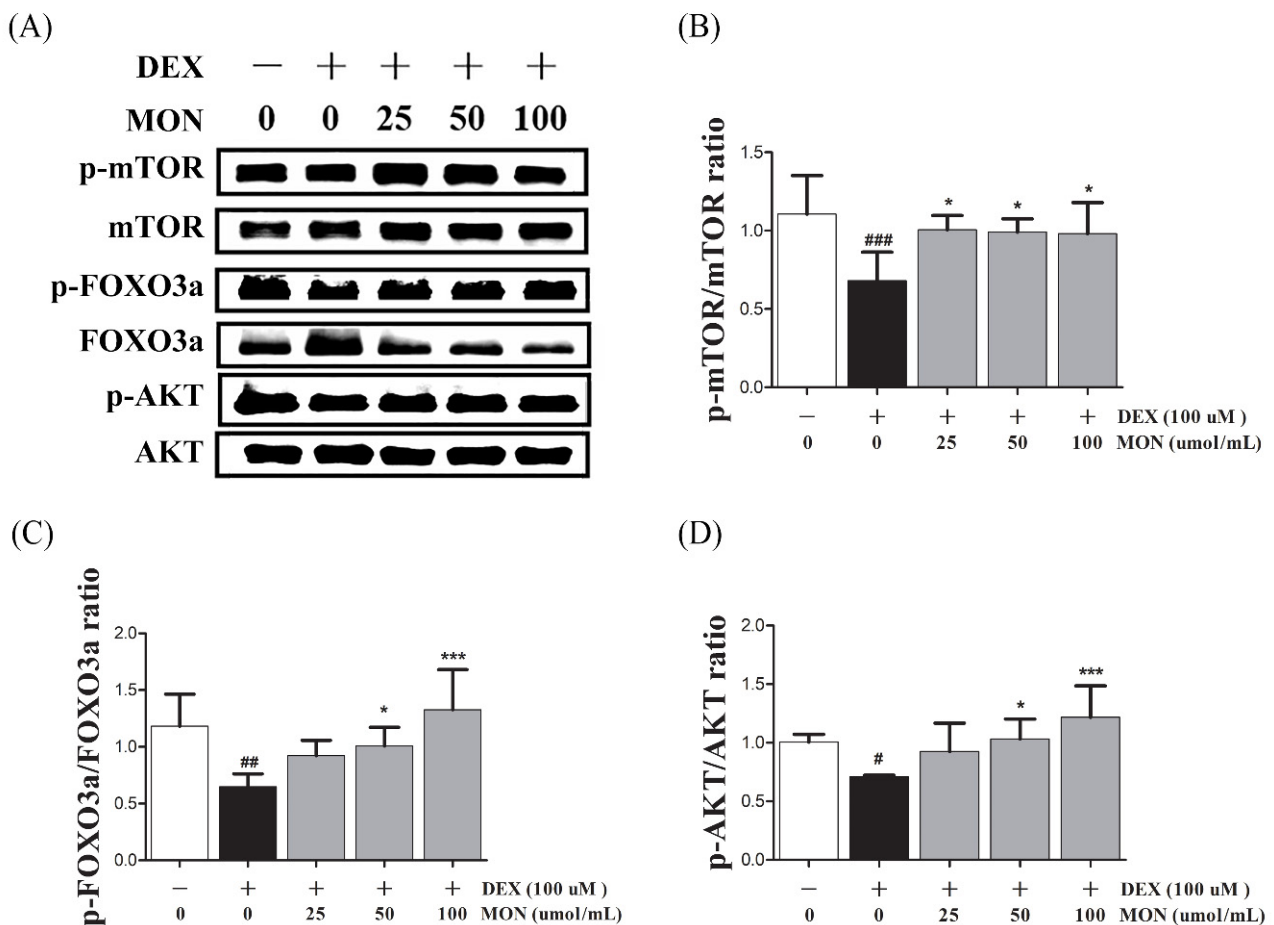 (A)
DEX − + + + +
MON 0 0 25 50 100
p-mTOR
mTOR
p-FOXO3a
FOXO3a
p-AKT
AKT
(B)
p-mTOR/mTOR ratio
1.5
1.0
0.5
0.0
###
*
*
*
− + + + + DEX (100 uM )
0 0 25 50 100 MON (umol/mL)
(C)
p-FOXO3a/FOXO3a ratio
2.0
1.5
1.0
0.5
0.0
##
*
***
− + + + + DEX (100 uM )
0 0 25 50 100 MON (umol/mL)
(D)
p-AKT/AKT ratio
2.0
1.5
1.0
0.5
0.0
#
*
***
− + + + + DEX (100 uM )
0 0 25 50 100 MON (umol/mL)